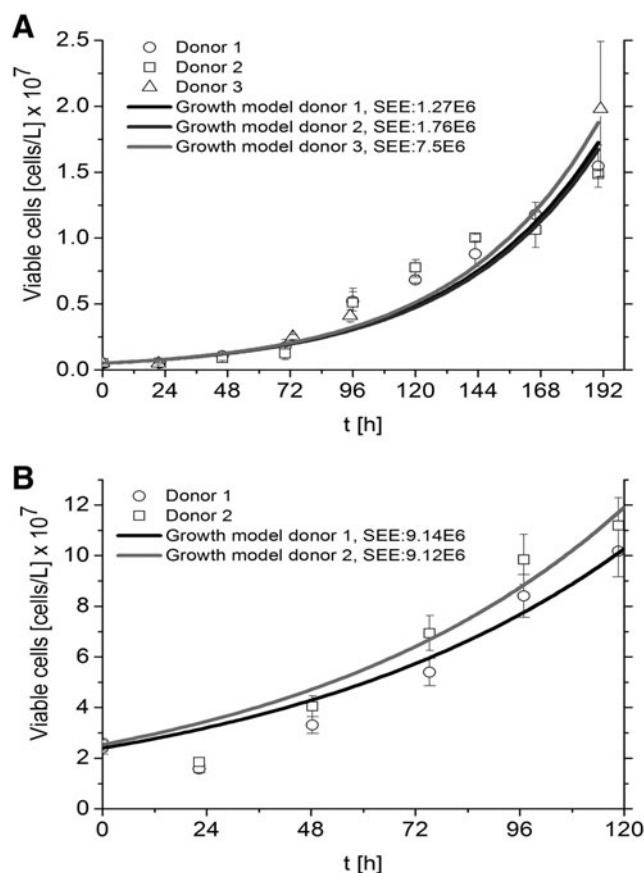 A
Viable cells [cells/L] x 10^7
2.5
2.0
1.5
1.0
0.5
0.0
Donor 1
Donor 2
Donor 3
Growth model donor 1, SEE:1.27E6
Growth model donor 2, SEE:1.76E6
Growth model donor 3, SEE:7.5E6
0 24 48 72 96 120 144 168 192
t [h]
B
Viable cells [cells/L] x 10^7
12
10
8
6
4
2
0
Donor 1
Donor 2
Growth model donor 1, SEE:9.14E6
Growth model donor 2, SEE:9.12E6
0 24 48 72 96 120
t [h]